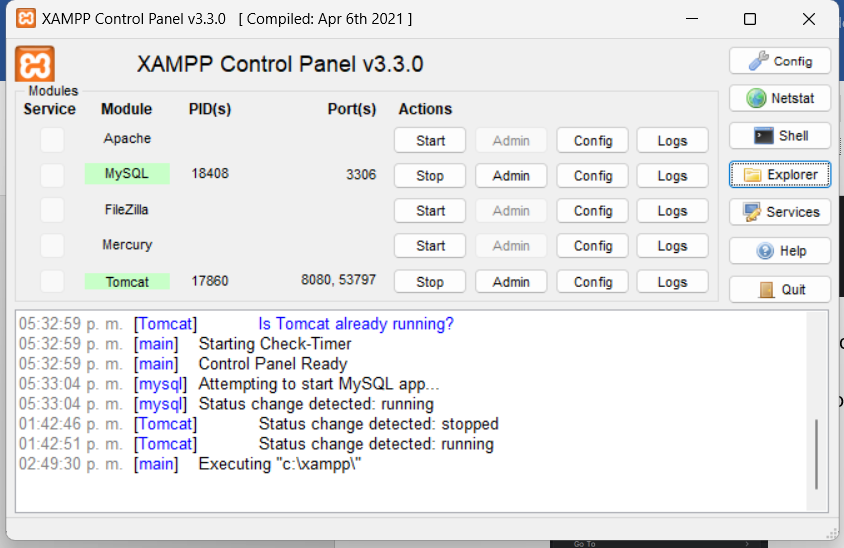 XAMPP Control Panel v3.3.0 [ Compiled: Apr 6th 2021 ]
XAMPP Control Panel v3.3.0
Config
Modules
Service Module PID(s) Port(s) Actions
Netstat
Apache Start Admin Config Logs
Shell
MySQL 18408 3306 Stop Admin Config Logs
Explorer
FileZilla Start Admin Config Logs
Services
Mercury Start Admin Config Logs
Help
Tomcat 17860 8080, 53797 Stop Admin Config Logs
Quit
05:32:59 p. m. [Tomcat] Is Tomcat already running?
05:32:59 p. m. [main] Starting Check-Timer
05:32:59 p. m. [main] Control Panel Ready
05:33:04 p. m. [mysql] Attempting to start MySQL app...
05:33:04 p. m. [mysql] Status change detected: running
01:42:46 p. m. [Tomcat] Status change detected: stopped
01:42:51 p. m. [Tomcat] Status change detected: running
02:49:30 p. m. [main] Executing "c:\xampp\"
Go To